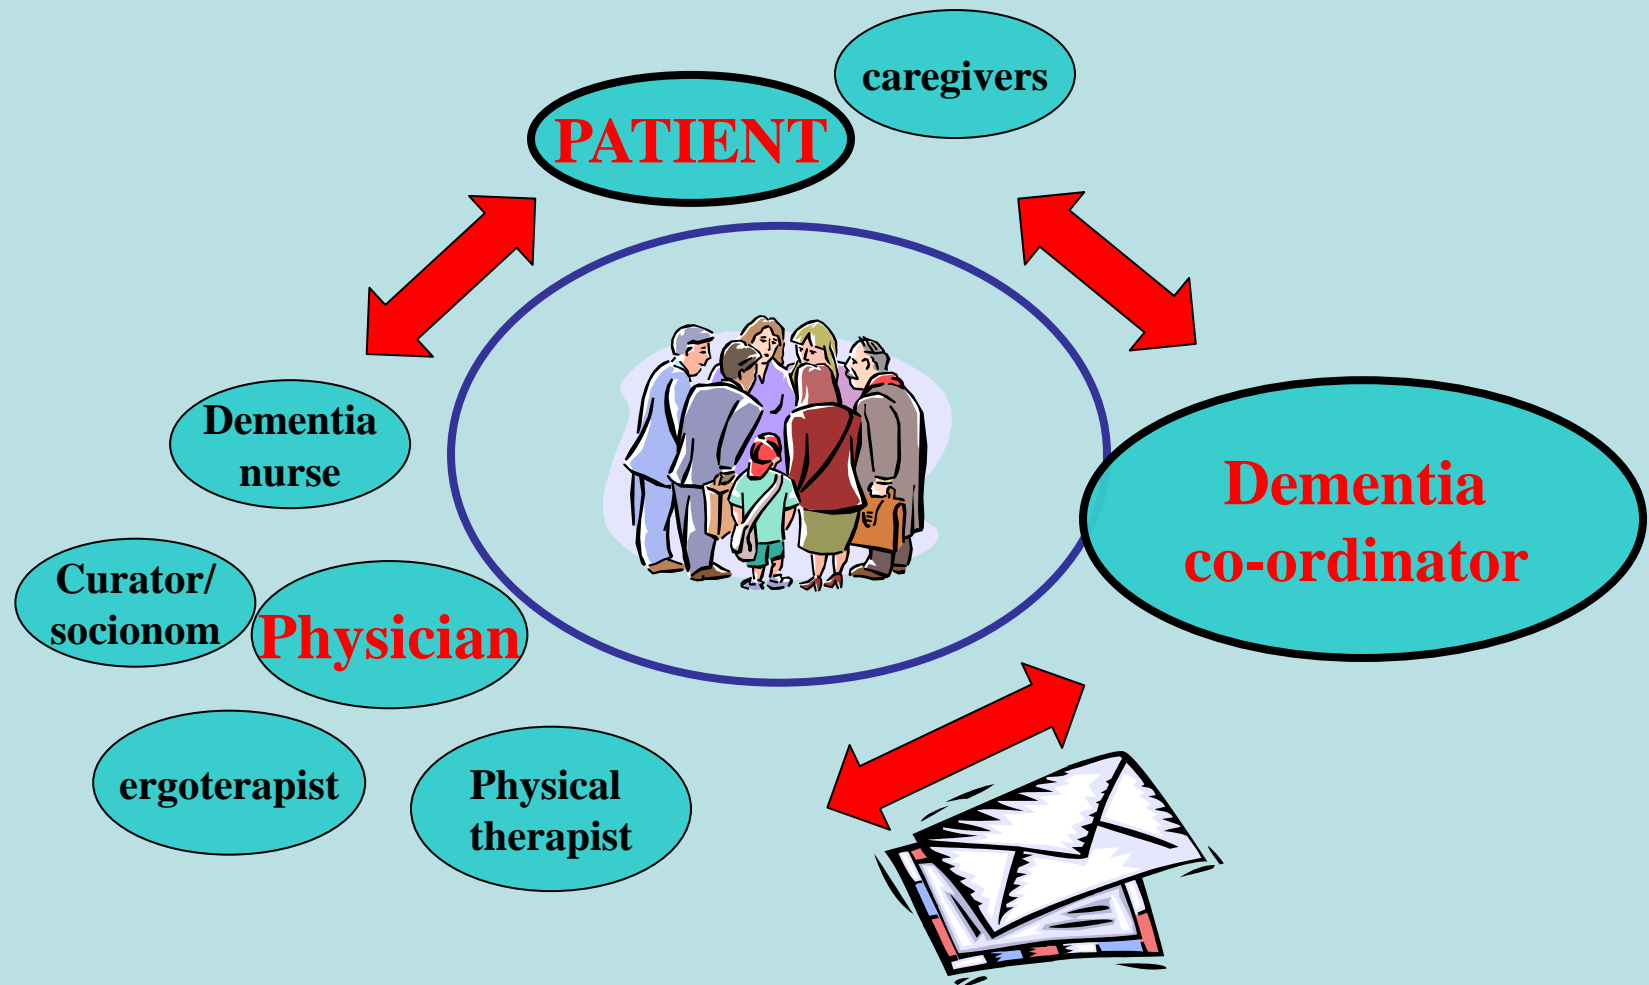 caregivers
PATIENT
Dementia
nurse
Dementia
co-ordinator
Curator/
socionom
Physician
ergoterapist
Physical
therapist